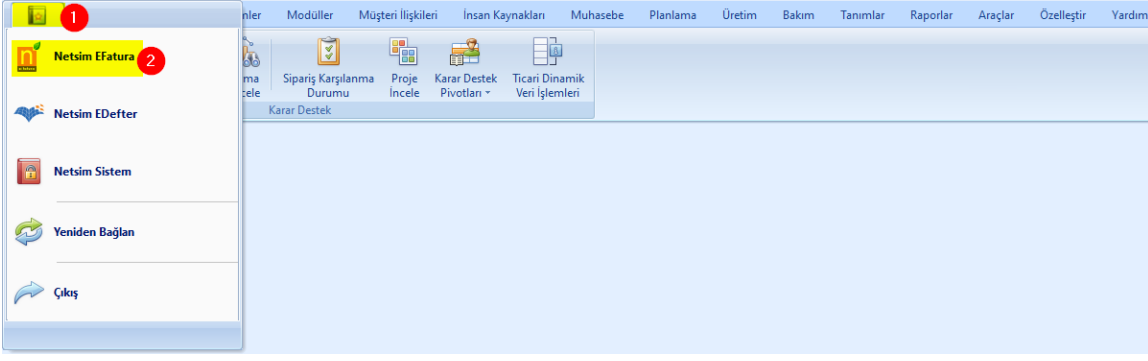 1
nler Modüller Müşteri İlişkileri İnsan Kaynakları Muhasebe Planlama Üretim Bakım Tanımlar Raporlar Araçlar Özelleştir Yardım
Netsim EFatura 2
Netsim EDefter
Netsim Sistem
Yeniden Bağlan
Çıkış
ma Sipariş Karşılanma Proje Karar Destek Ticari Dinamik
cele Durumu İncele Pivotları Veri İşlemleri
Karar Destek